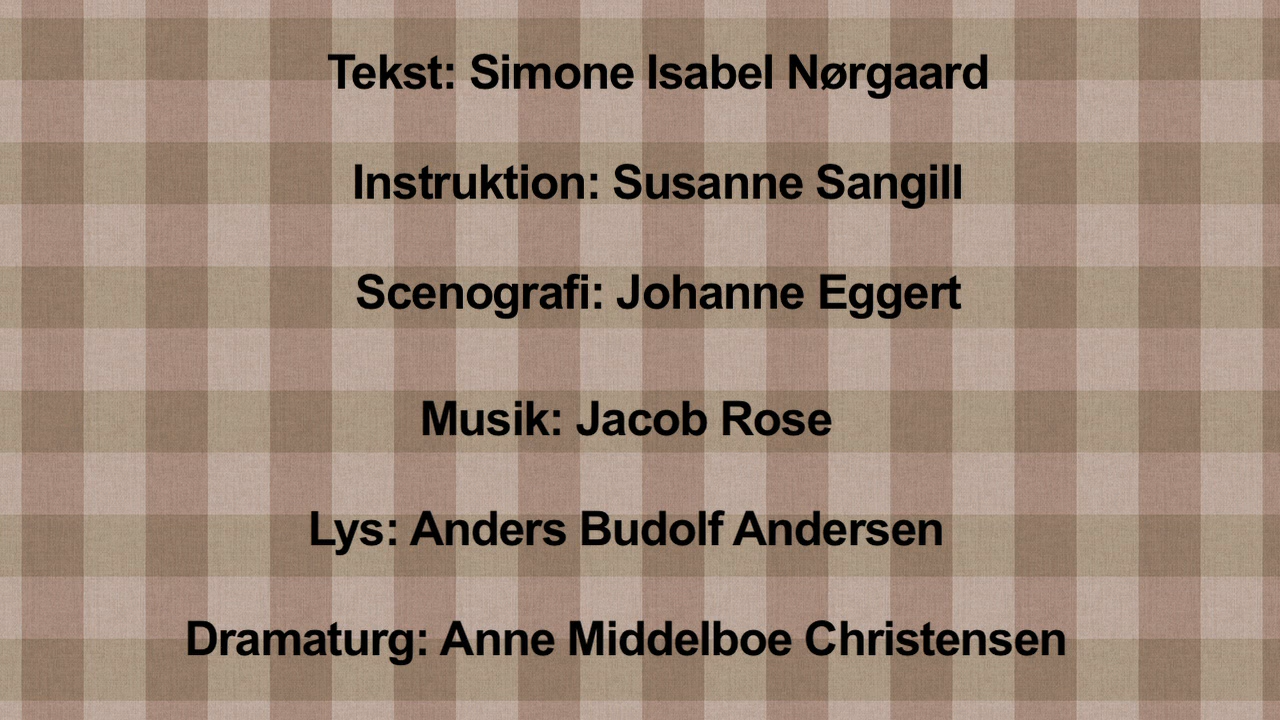 Tekst: Simone Isabel Nørgaard
Instruktion: Susanne Sangill
Scenografi: Johanne Eggert
Musik: Jacob Rose
Lys: Anders Budolf Andersen
Dramaturg: Anne Middelboe Christensen